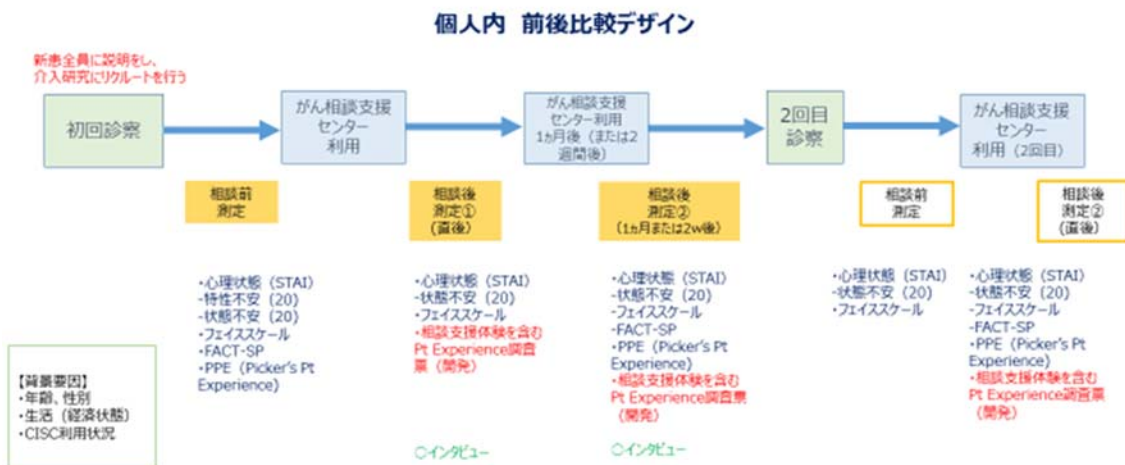 個人内 前後比較デザイン
新患全員に説明をし、
介入研究にリクルートを行う
初回診察
がん相談支援
センター
利用
がん相談支援
センター利用
1カ月後（または2
週間後）
2回目
診察
がん相談支援
センター
利用（2回目）
相談前
測定
相談後
測定①
(直後)
相談後
測定②
(1ヵ月または2w後)
相談前
測定
相談後
測定②
(直後)
・心理状態（STAI）
-特性不安（20）
-状態不安（20）
・フェイススケール
・FACT-SP
・PPE（Picker's Pt
Experience)
・心理状態（STAI）
-状態不安（20）
・フェイススケール
・相談支援体験を含む
Pt Experience調査
票（開発）
○インタビュー
・心理状態（STAI）
-状態不安（20）
-フェイススケール
-FACT-SP
-PPE（Picker's Pt
Experience)
・相談支援体験を含む
Pt Experience調査票
（開発）
○インタビュー
・心理状態（STAI）
-状態不安（20）
・フェイススケール
・心理状態（STAI）
-状態不安（20）
-フェイススケール
-FACT-SP
-PPE（Picker's Pt
Experience)
・相談支援体験を含む
Pt Experience調査票
（開発）
【背景要因】
・年齢、性別
・生活（経済状態）
・CISC利用状況